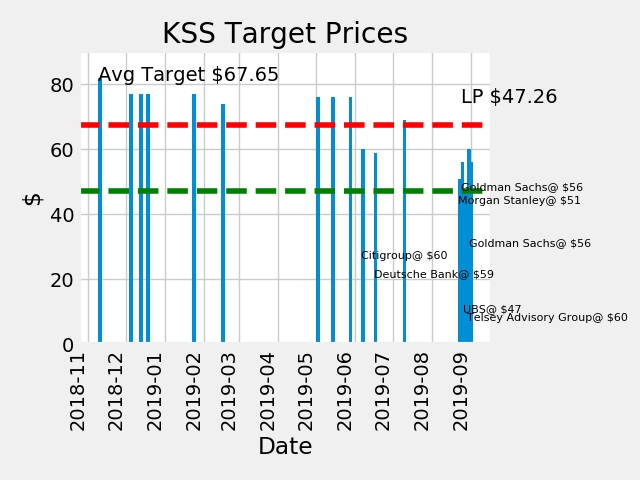 KSS Target Prices
Avg Target $67.65
LP $47.26
80
60
40
20
0
$
Goldman Sachs@ $56
Morgan Stanley@ $51
Goldman Sachs@ $56
Citigroup@ $60
Deutsche Bank@ $59
UBS@ $47
Telsey Advisory Group@ $60
2018-11
2018-12
2019-01
2019-02
2019-03
2019-04
2019-05
2019-06
2019-07
2019-08
2019-09
Date